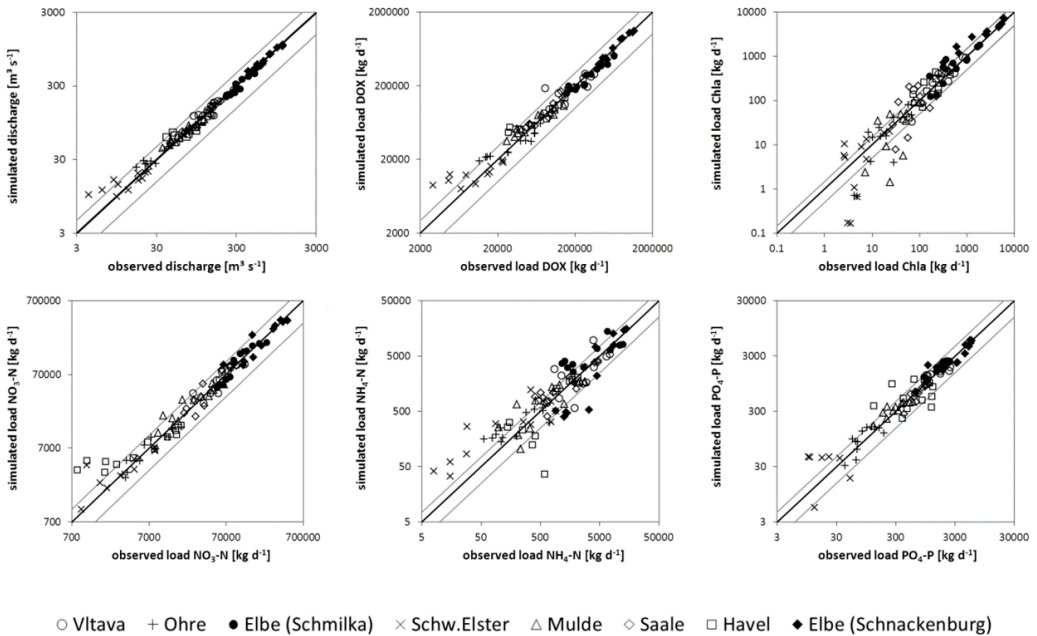 3000
300
30
3
simulated discharge [m³ s⁻¹]
3 30 300 3000
observed discharge [m³ s⁻¹]
2000000
200000
20000
2000
simulated load DOX [kg d⁻¹]
2000 20000 200000 2000000
observed load DOX [kg d⁻¹]
10000
1000
100
10
1
0.1
simulated load Chla [kg d⁻¹]
0.1 1 10 100 1000 10000
observed load Chla [kg d⁻¹]
700000
70000
7000
700
simulated load NO₃-N [kg d⁻¹]
700 7000 70000 700000
observed load NO₃-N [kg d⁻¹]
50000
5000
500
50
5
simulated load NH₄-N [kg d⁻¹]
5 50 500 5000 50000
observed load NH₄-N [kg d⁻¹]
30000
3000
300
30
3
simulated load PO₄-P [kg d⁻¹]
3 30 300 3000 30000
observed load PO₄-P [kg d⁻¹]
Vltava Ohre Elbe (Schmilka) Schw.Elster Mulde Saale Havel Elbe (Schnackenburg)